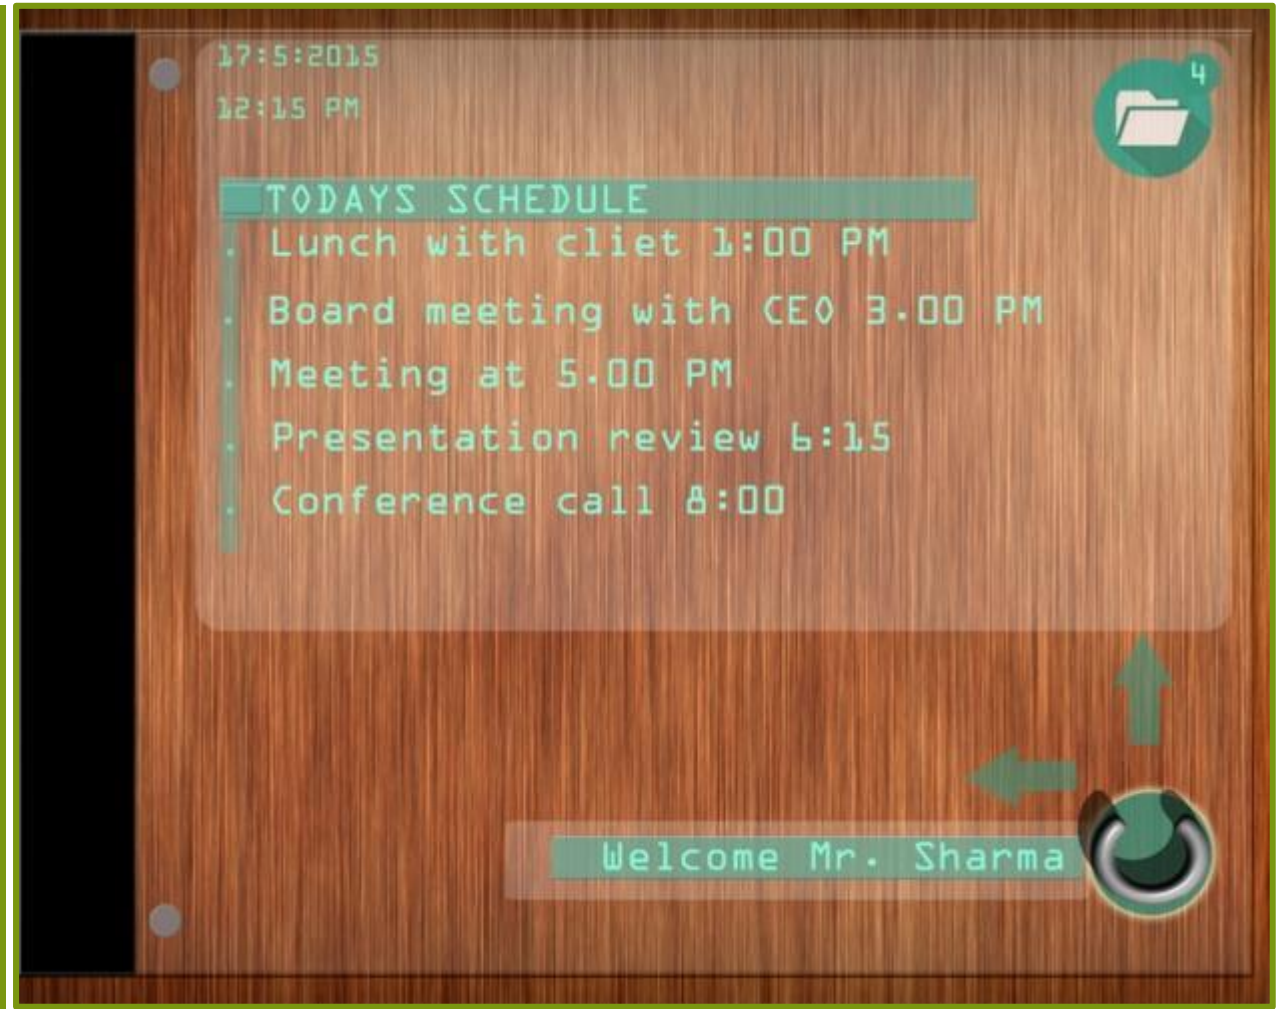 17:5:2015
4
12:15 PM
TODAYS SCHEDULE
. Lunch with cliet 1:00 PM
. Board meeting with CEO 3.00 PM
. Meeting at 5.00 PM
. Presentation review 6:15
. Conference call 8:00
Welcome Mr. Sharma